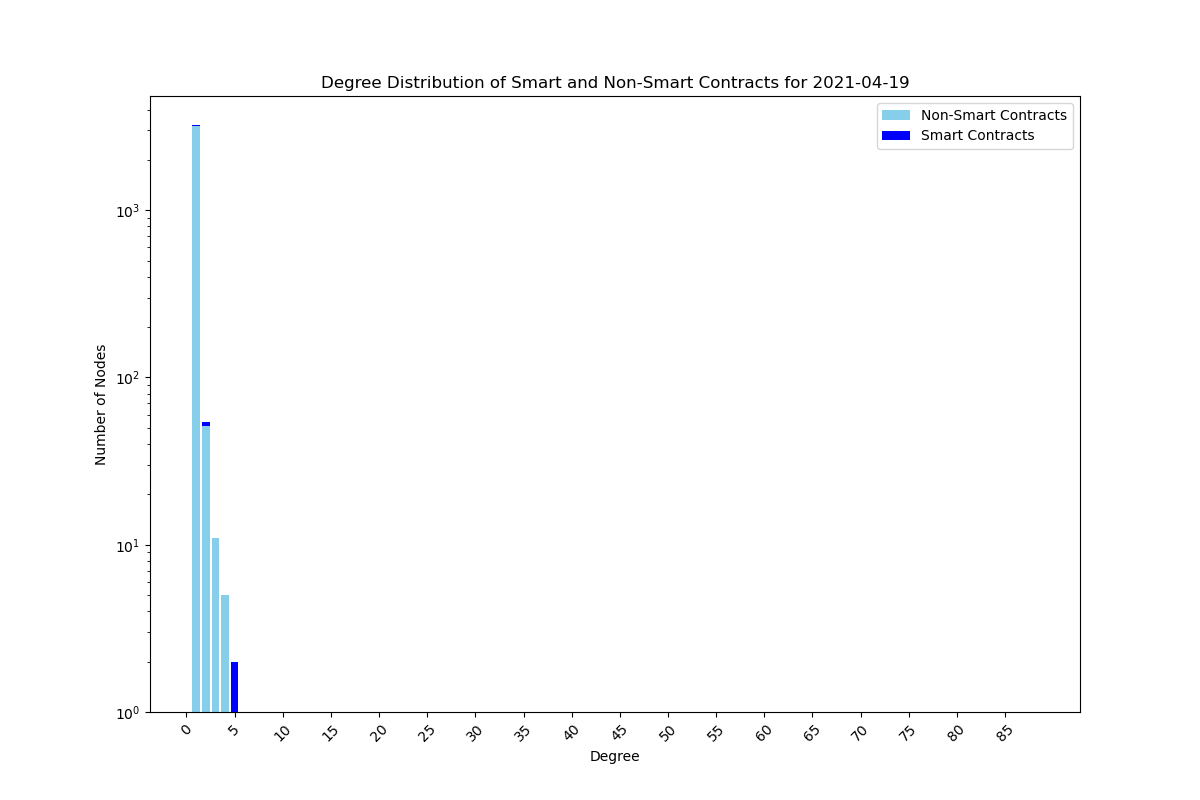 Degree Distribution of Smart and Non-Smart Contracts for 2021-04-19
Non-Smart Contracts
Smart Contracts
Number of Nodes
10³
10²
10¹
10⁰
0 5 10 15 20 25 30 35 40 45 50 55 60 65 70 75 80 85
Degree